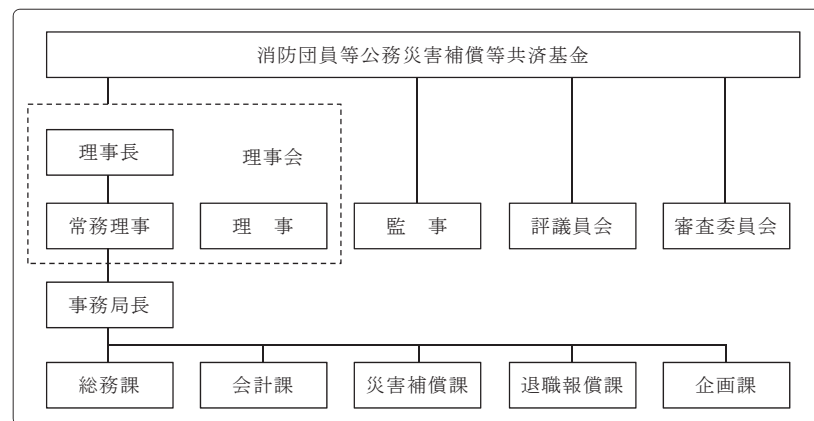 消防団員等公務災害補償等共済基金
理事長
理事会
常務理事
理　事
監　事
評議員会
審査委員会
事務局長
総務課
会計課
災害補償課
退職報償課
企画課